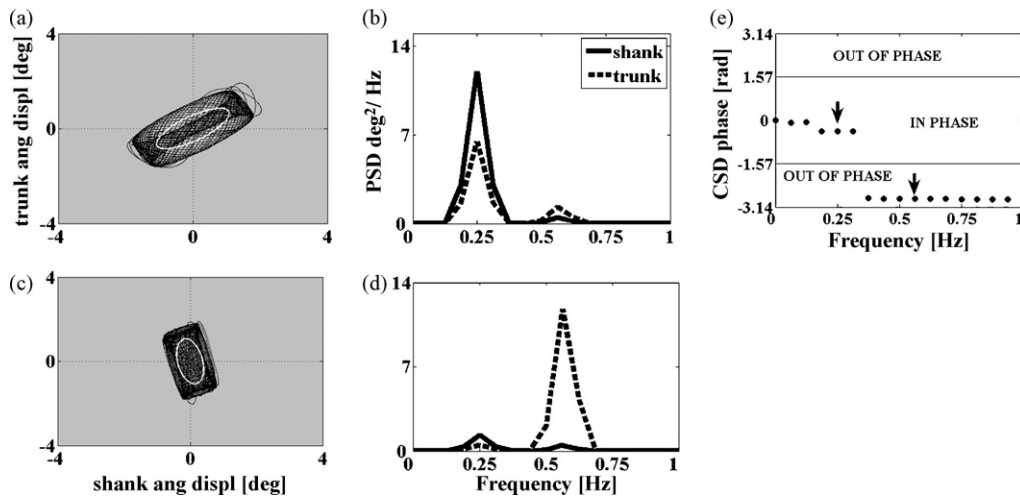 (a)
4
trunk ang displ [deg]
0
-4
-4 0 4
(b)
14
PSD deg²/ Hz
7
0
shank
trunk
0 0.25 0.5 0.75 1
(e)
3.14
OUT OF PHASE
1.57
CSD phase [rad]
0
IN PHASE
-1.57
OUT OF PHASE
-3.14
0 0.25 0.5 0.75 1
Frequency [Hz]
(c)
4
0
-4
-4 0 4
shank ang displ [deg]
(d)
14
7
0
0 0.25 0.5 0.75 1
Frequency [Hz]